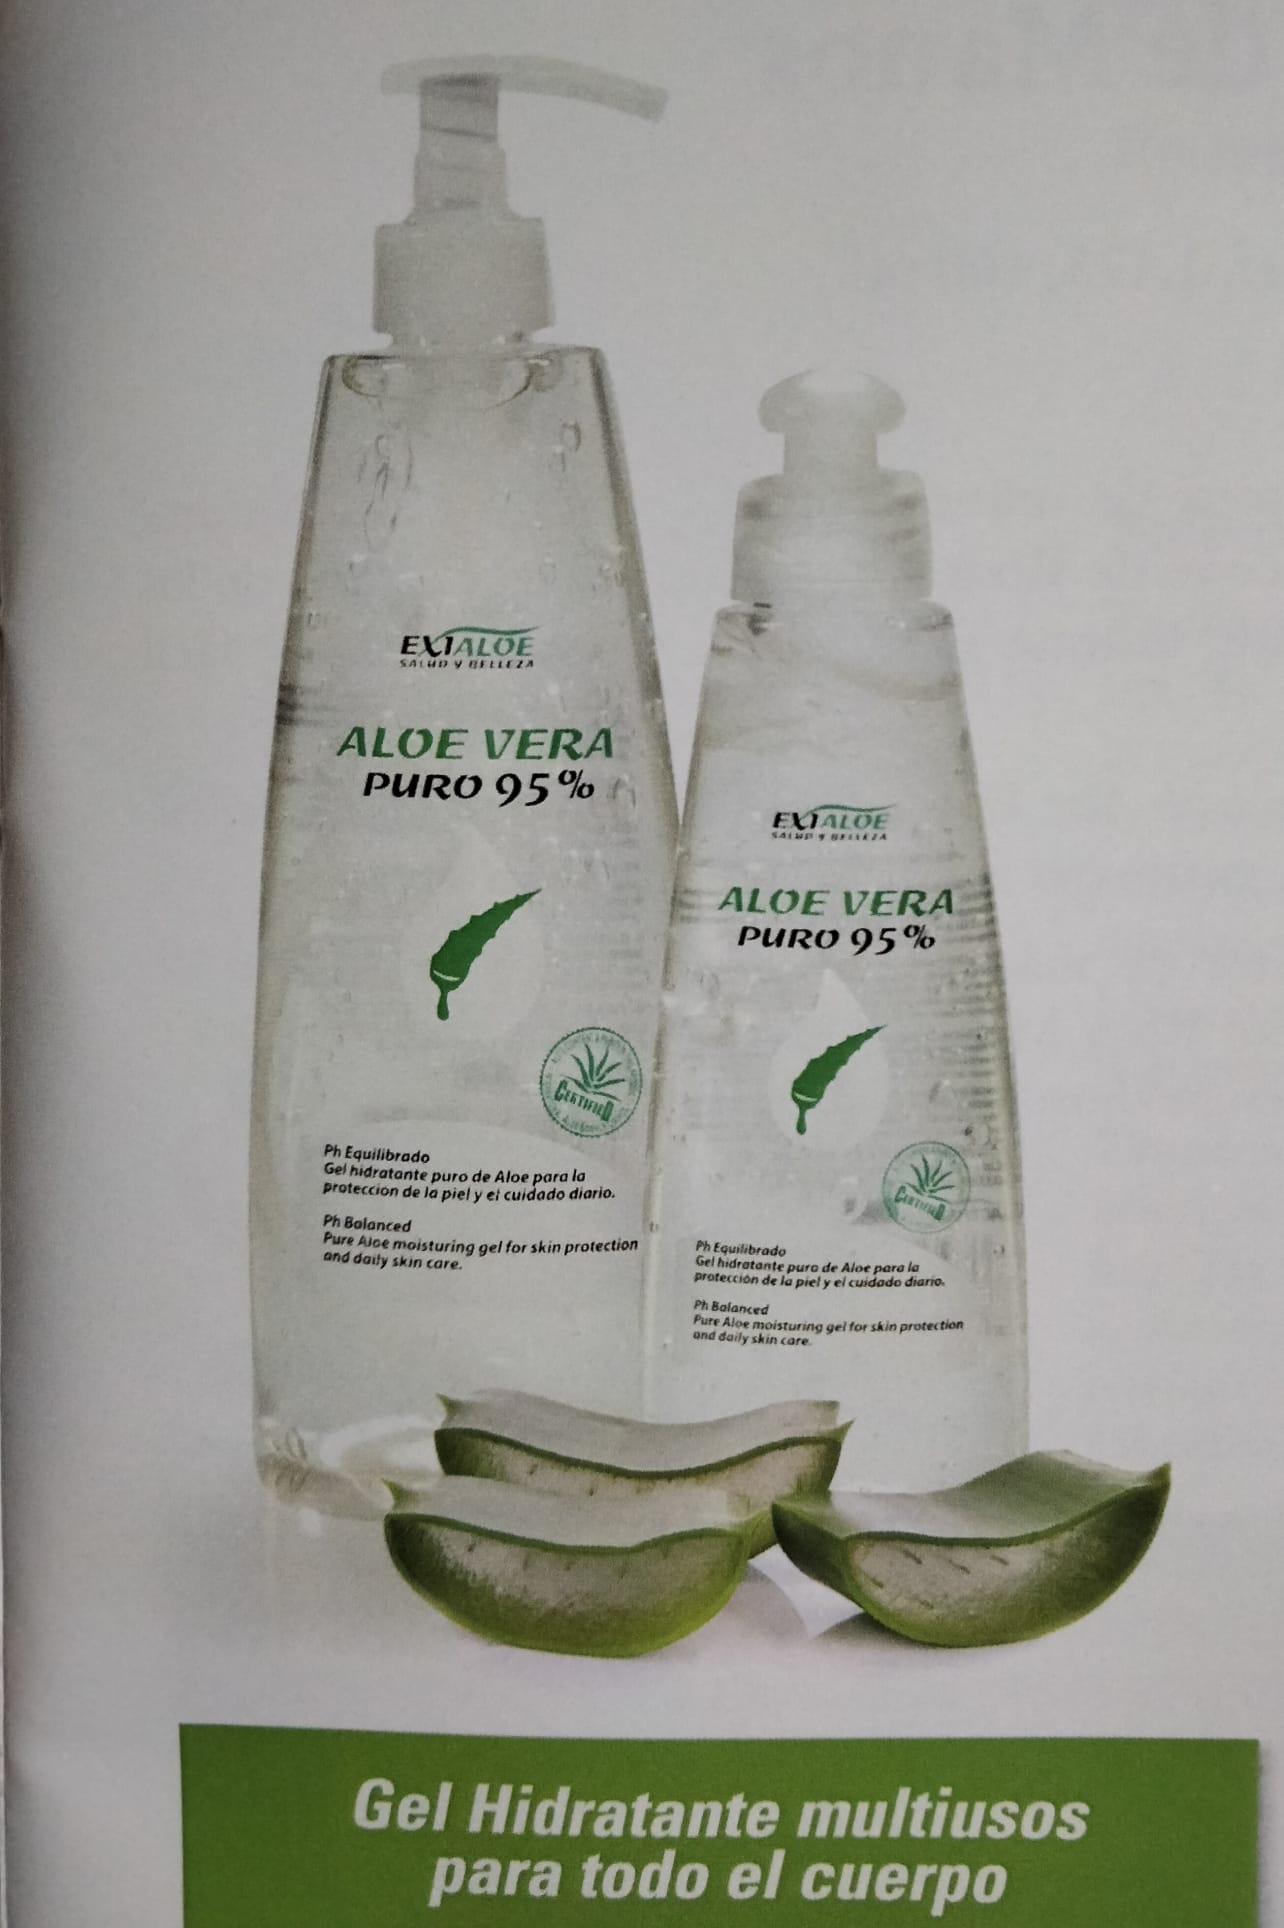 EXIALOE
SALUD Y BELLEZA
ALOE VERA
PURO 95%
CERTIFIED
Ph Equilibrado
Gel hidratante puro de Aloe para la
proteccion de la piel y el cuidado diario.
Ph Balanced
Pure Aloe moisturing gel for skin protection
and daily skin care.
EXIALOE
SALUD Y BELLEZA
ALOE VERA
PURO 95%
CERTIFIED
Ph Equilibrado
Gel hidratante puro de Aloe para la
protección de la piel y el cuidado diario.
Ph Balanced
Pure Aloe moisturing gel for skin protection
and daily skin care.
Gel Hidratante multiusos
para todo el cuerpo